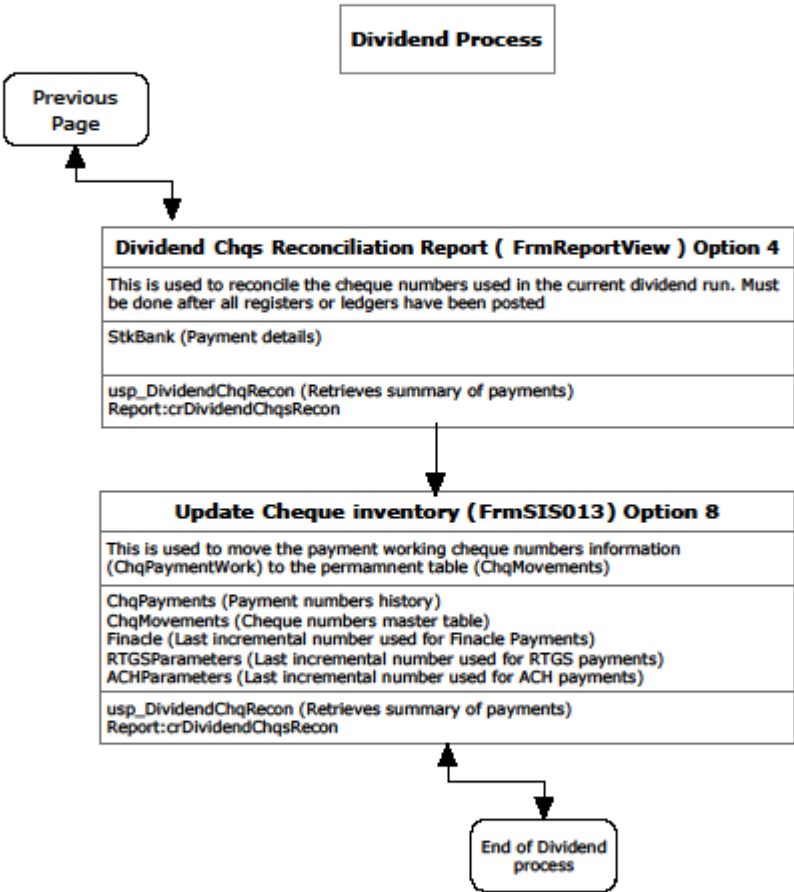 Dividend Process
Previous
Page
Dividend Chqs Reconciliation Report ( FrmReportView ) Option 4
This is used to reconcile the cheque numbers used in the current dividend run. Must
be done after all registers or ledgers have been posted
StkBank (Payment details)
usp_DividendChqRecon (Retrieves summary of payments)
Report:crDividendChqsRecon
Update Cheque inventory (FrmSIS013) Option 8
This is used to move the payment working cheque numbers information
(ChqPaymentWork) to the permamnent table (ChqMovements)
ChqPayments (Payment numbers history)
ChqMovements (Cheque numbers master table)
Finacle (Last incremental number used for Finacle Payments)
RTGSParameters (Last incremental number used for RTGS payments)
ACHParameters (Last incremental number used for ACH payments)
usp_DividendChqRecon (Retrieves summary of payments)
Report:crDividendChqsRecon
End of Dividend
process